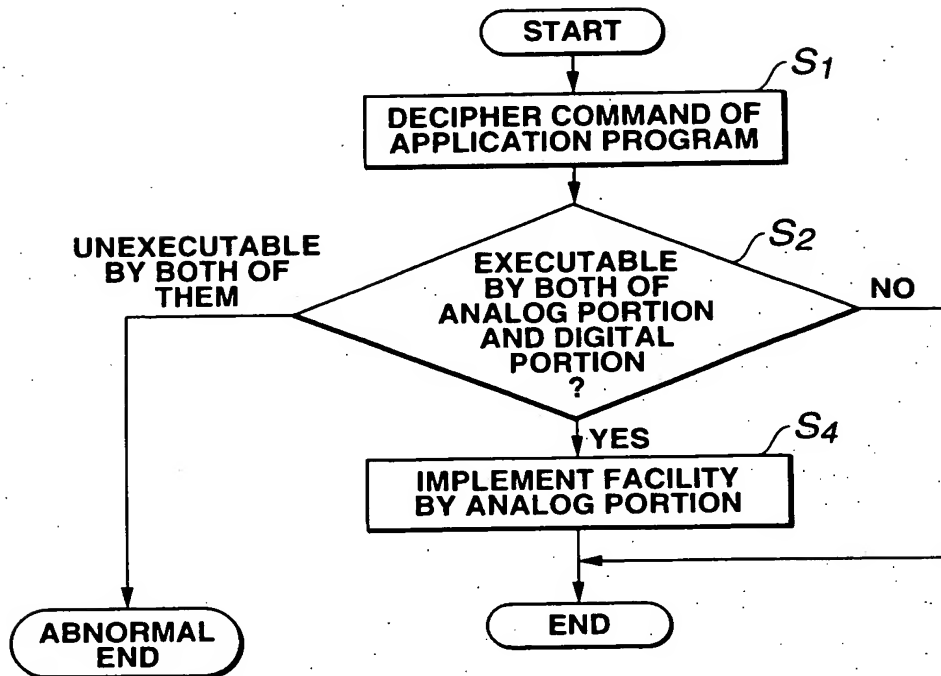 START
S1
DECIPHER COMMAND OF
APPLICATION PROGRAM
S2
UNEXECUTABLE
BY BOTH OF
THEM
EXECUTABLE
BY BOTH OF
ANALOG PORTION
AND DIGITAL
PORTION
?
NO
YES
S4
IMPLEMENT FACILITY
BY ANALOG PORTION
ABNORMAL
END
END